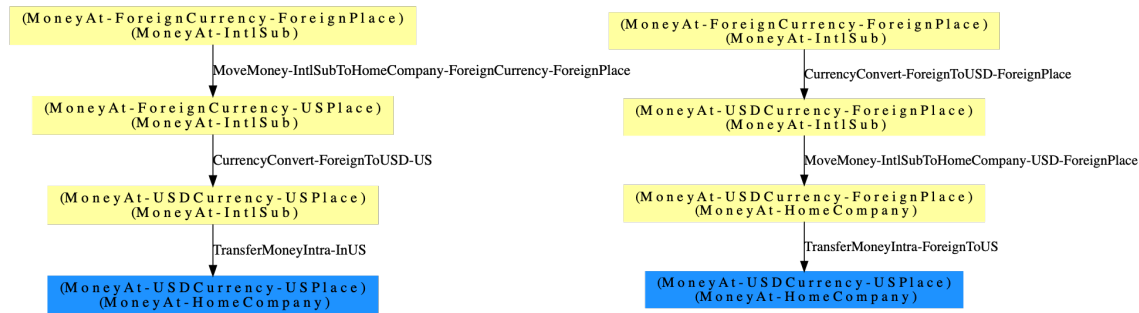 (MoneyAt-ForeignCurrency-ForeignPlace)
(MoneyAt-IntlSub)
MoveMoney-IntlSubToHomeCompany-ForeignCurrency-ForeignPlace
(MoneyAt-ForeignCurrency-USPlace)
(MoneyAt-IntlSub)
CurrencyConvert-ForeignToUSD-US
(MoneyAt-USDCurrency-USPlace)
(MoneyAt-IntlSub)
TransferMoneyIntra-InUS
(MoneyAt-USDCurrency-USPlace)
(MoneyAt-HomeCompany)
(MoneyAt-ForeignCurrency-ForeignPlace)
(MoneyAt-IntlSub)
CurrencyConvert-ForeignToUSD-ForeignPlace
(MoneyAt-USDCurrency-ForeignPlace)
(MoneyAt-IntlSub)
MoveMoney-IntlSubToHomeCompany-USD-ForeignPlace
(MoneyAt-USDCurrency-ForeignPlace)
(MoneyAt-HomeCompany)
TransferMoneyIntra-ForeignToUS
(MoneyAt-USDCurrency-USPlace)
(MoneyAt-HomeCompany)